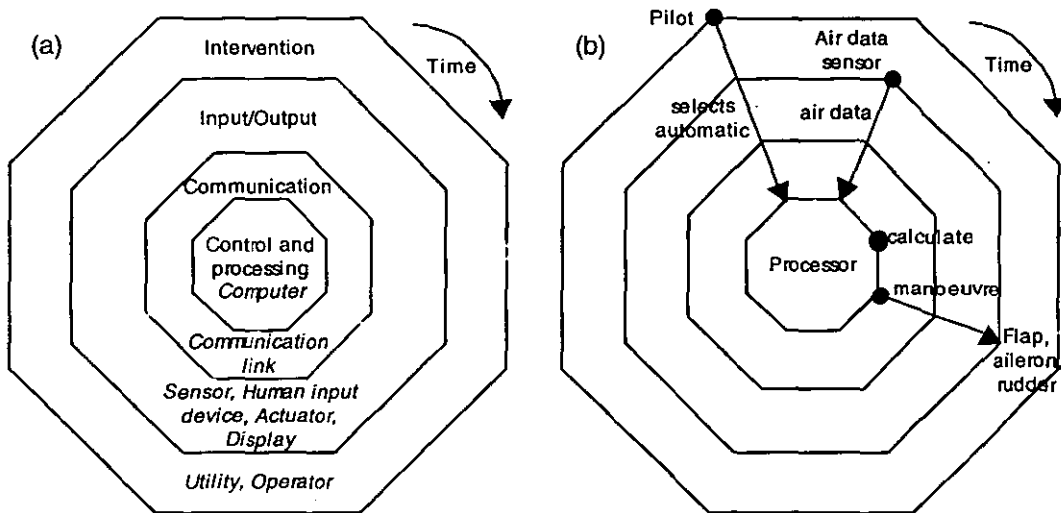 (a)
Intervention
Time
Input/Output
Communication
Control and
processing
Computer
Communication
link
Sensor, Human input
device, Actuator,
Display
Utility, Operator
(b)
Pilot
Air data
sensor
Time
selects
automatic
air data
calculate
Processor
manoeuvre
Flap,
aileron
rudder